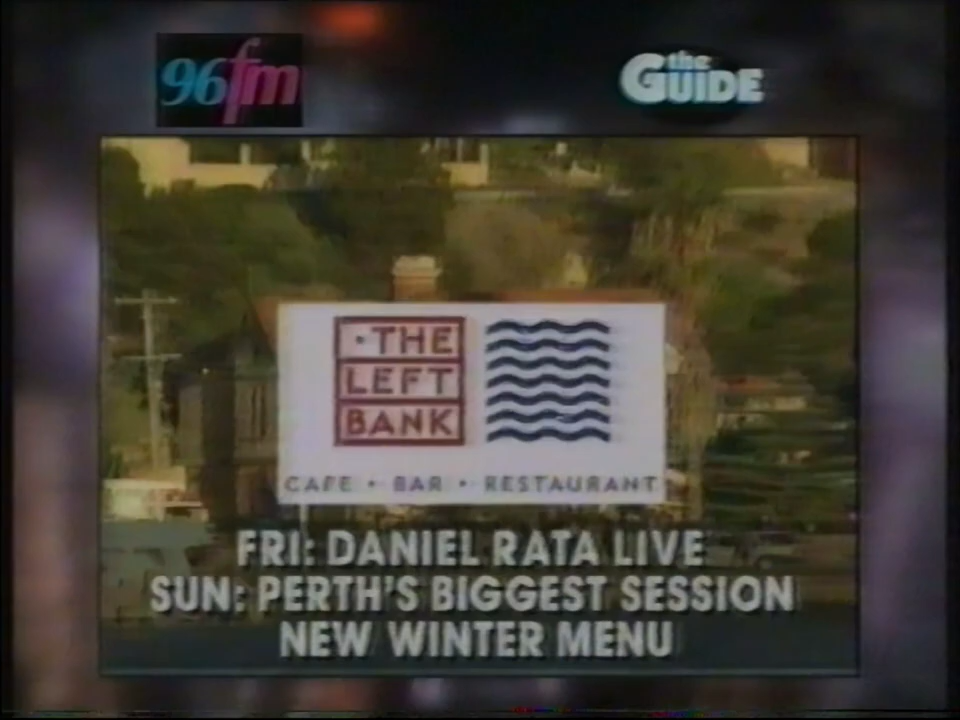 96fm
the
GUIDE
·THE
LEFT
BANK
CAFE · BAR · RESTAURANT
FRI: DANIEL RATA LIVE
SUN: PERTH'S BIGGEST SESSION
NEW WINTER MENU